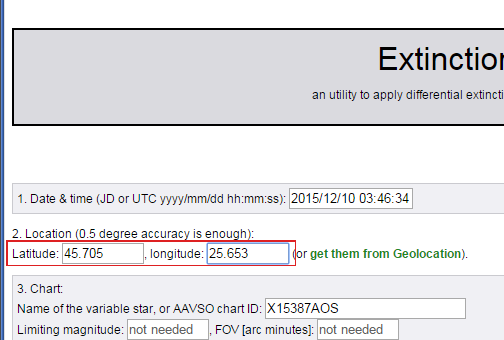 Extinction
an utility to apply differential extincti
1. Date & time (JD or UTC yyyy/mm/dd hh:mm:ss): 2015/12/10 03:46:34
2. Location (0.5 degree accuracy is enough):
Latitude: 45.705 , longitude: 25.653 (or get them from Geolocation).
3. Chart:
Name of the variable star, or AAVSO chart ID: X15387AOS
Limiting magnitude: not needed , FOV [arc minutes]: not needed